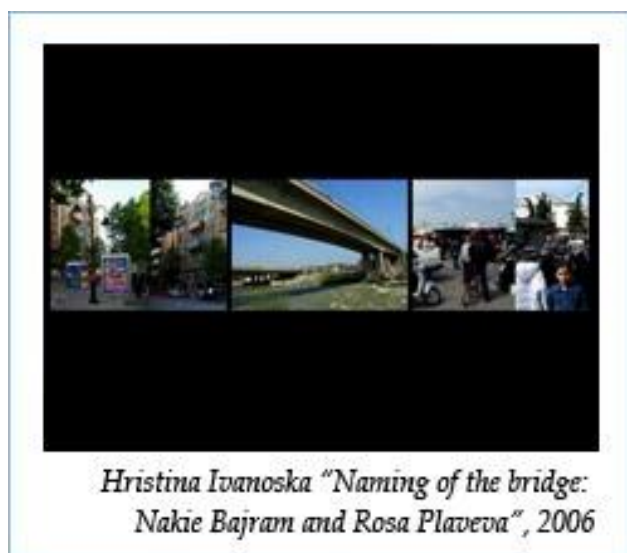 Hristina Ivanoska "Naming of the bridge:
Nakie Bajram and Rosa Plaveva", 2006